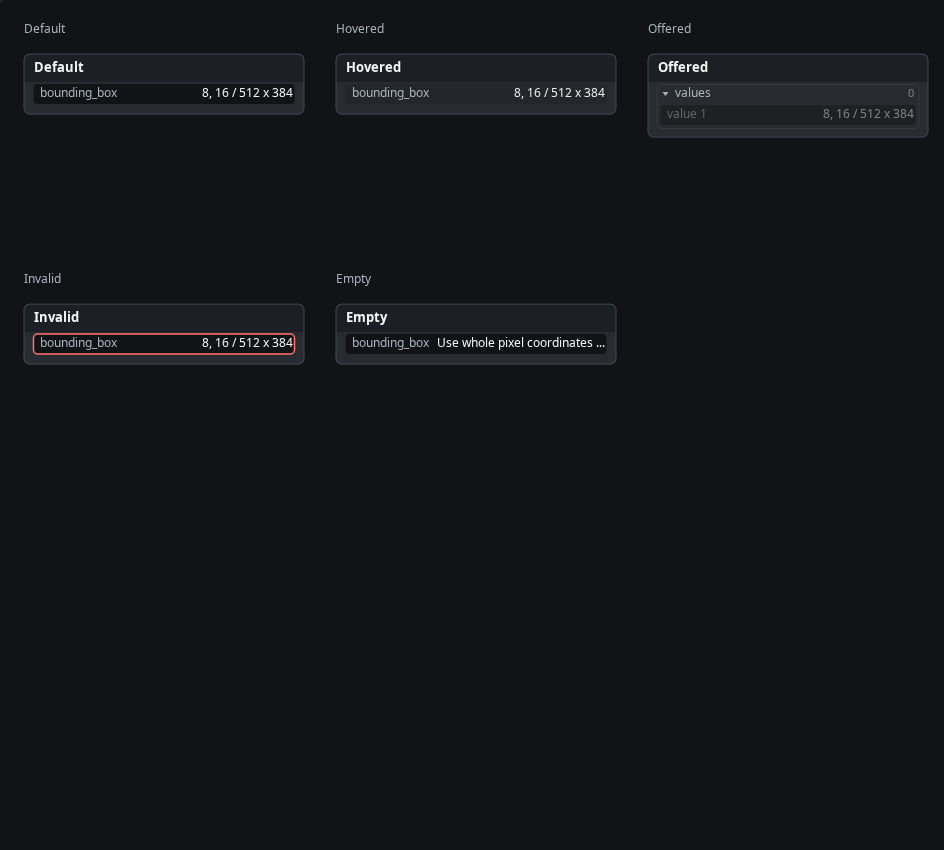 Default
Hovered
Offered
Default
bounding_box 8, 16 / 512 x 384
Hovered
bounding_box 8, 16 / 512 x 384
Offered
values 0
value 1 8, 16 / 512 x 384
Invalid
Empty
Invalid
bounding_box 8, 16 / 512 x 384
Empty
bounding_box Use whole pixel coordinates ...